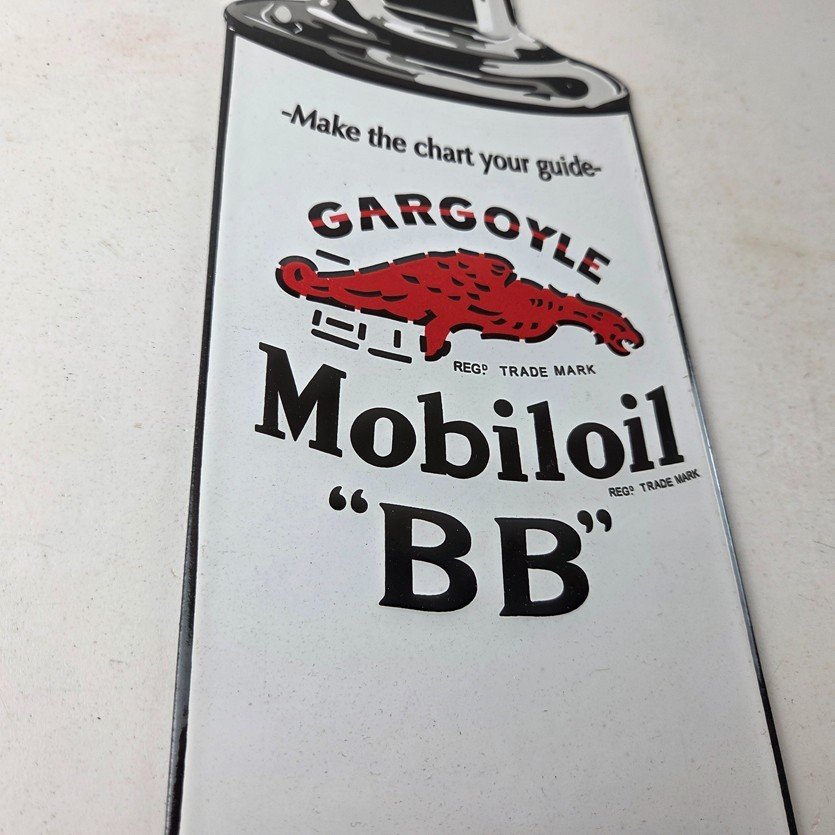 -Make the chart your guide-
GARGOYLE
REGD TRADE MARK
Mobiloil
REGD TRADE MARK
“BB”